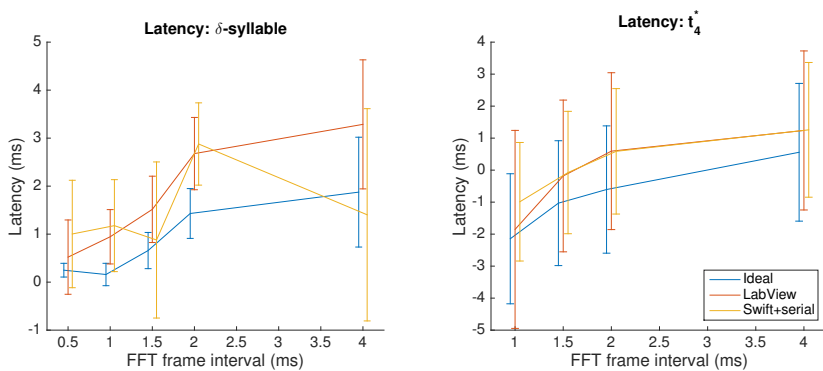 Latency: δ-syllable
Latency (ms)
5
4
3
2
1
0
-1
0.5 1 1.5 2 2.5 3 3.5 4
FFT frame interval (ms)
Latency: t₄*
Latency (ms)
4
3
2
1
0
-1
-2
-3
-4
-5
1 1.5 2 2.5 3 3.5 4
FFT frame interval (ms)
Ideal
LabView
Swift+serial